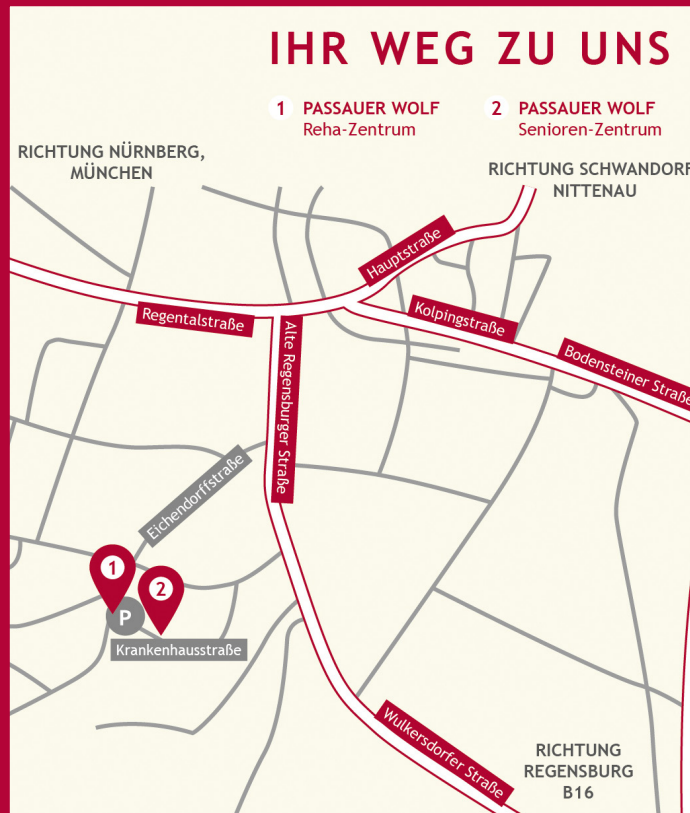 IHR WEG ZU UNS
1 PASSAUER WOLF
Reha-Zentrum
2 PASSAUER WOLF
Senioren-Zentrum
RICHTUNG NÜRNBERG,
MÜNCHEN
RICHTUNG SCHWANDORF
NITTENAU
Hauptstraße
Regentalstraße
Kolpingstraße
Alte Regensburger Straße
Bodensteiner Straße
Eichendorffstraße
1
2
P
Krankenhausstraße
Wulkersdorfer Straße
RICHTUNG
REGENSBURG
B16